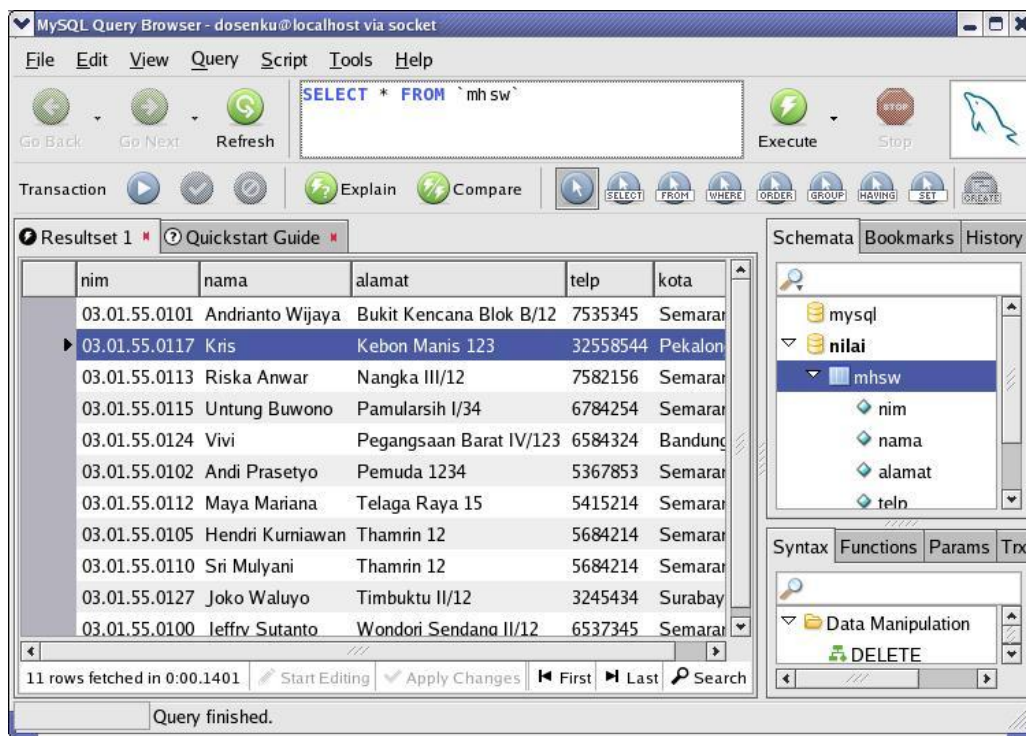 MySQL Query Browser - dosenku@localhost via socket
File Edit View Query Script Tools Help
SELECT * FROM `mhsw`
Go Back Go Next Refresh Execute STOP Stop
Transaction Explain Compare SELECT FROM WHERE ORDER GROUP HAVING SET CREATE
Resultset 1 Quickstart Guide
nim nama alamat telp kota
03.01.55.0101 Andrianto Wijaya Bukit Kencana Blok B/12 7535345 Semarar
03.01.55.0117 Kris Kebon Manis 123 32558544 Pekalon
03.01.55.0113 Riska Anwar Nangka III/12 7582156 Semarar
03.01.55.0115 Untung Buwono Pamularsih I/34 6784254 Semarar
03.01.55.0124 Vivi Pegangsaan Barat IV/123 6584324 Bandung
03.01.55.0102 Andi Prasetyo Pemuda 1234 5367853 Semarar
03.01.55.0112 Maya Mariana Telaga Raya 15 5415214 Semarar
03.01.55.0105 Hendri Kurniawan Thamrin 12 5684214 Semarar
03.01.55.0110 Sri Mulyani Thamrin 12 5684214 Semarar
03.01.55.0127 Joko Waluyo Timbuktu II/12 3245434 Surabay
03.01.55.0100 Jeffry Sutanto Wondori Sendang II/12 6537345 Semarar
11 rows fetched in 0:00.1401 Start Editing Apply Changes First Last Search
Schemata Bookmarks History
mysql
nilai
mhsw
nim
nama
alamat
telp
Syntax Functions Params Trx
Data Manipulation
DELETE
Query finished.